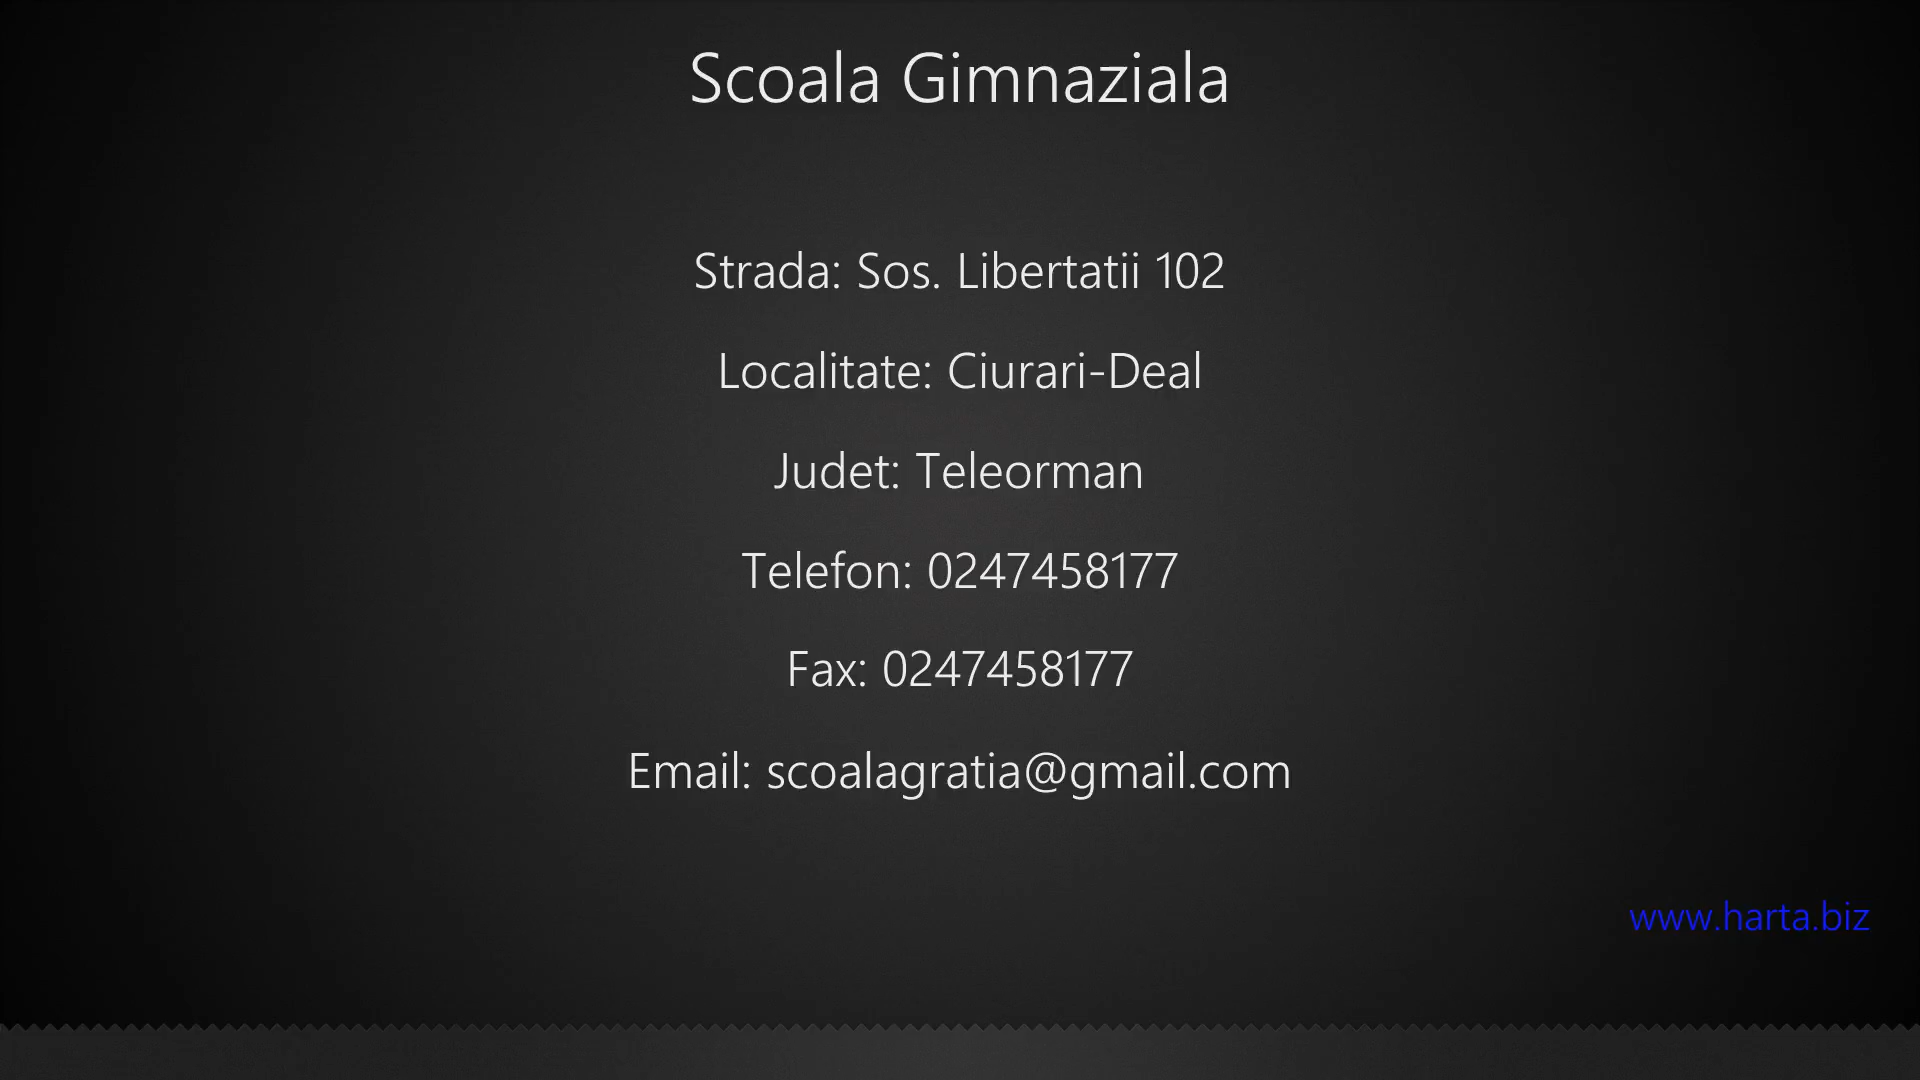 Scoala Gimnaziala
Strada: Sos. Libertatii 102
Localitate: Ciurari-Deal
Judet: Teleorman
Telefon: 0247458177
Fax: 0247458177
Email: scoalagratia@gmail.com
www.harta.biz